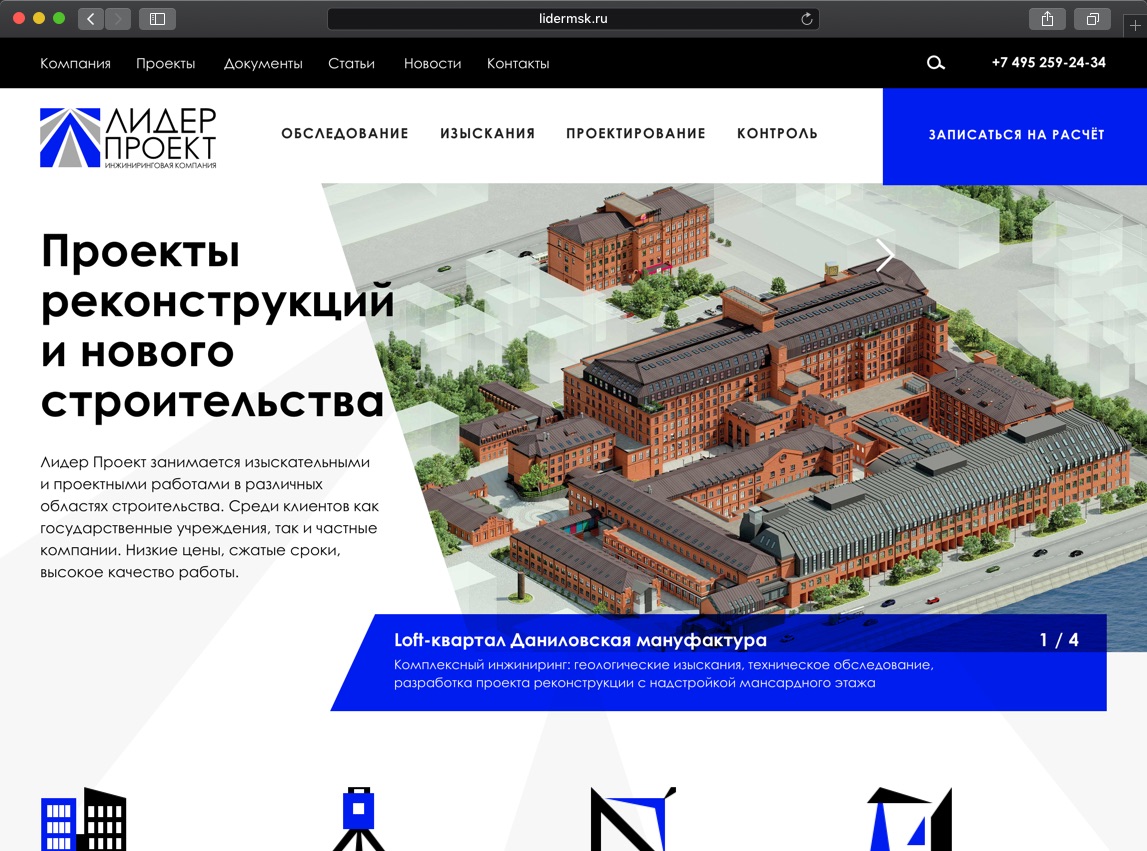 lidermsk.ru
Компания Проекты Документы Статьи Новости Контакты +7 495 259-24-34
ЛИДЕР
ПРОЕКТ
ИНЖИНИРИНГОВАЯ КОМПАНИЯ
ОБСЛЕДОВАНИЕ ИЗЫСКАНИЯ ПРОЕКТИРОВАНИЕ КОНТРОЛЬ ЗАПИСАТЬСЯ НА РАСЧЁТ
Проекты
реконструкций
и нового
строительства
Лидер Проект занимается изыскательными
и проектными работами в различных
областях строительства. Среди клиентов как
государственные учреждения, так и частные
компании. Низкие цены, сжатые сроки,
высокое качество работы.
Loft-квартал Даниловская мануфактура 1 / 4
Комплексный инжиниринг: геологические изыскания, техническое обследование,
разработка проекта реконструкции с надстройкой мансардного этажа